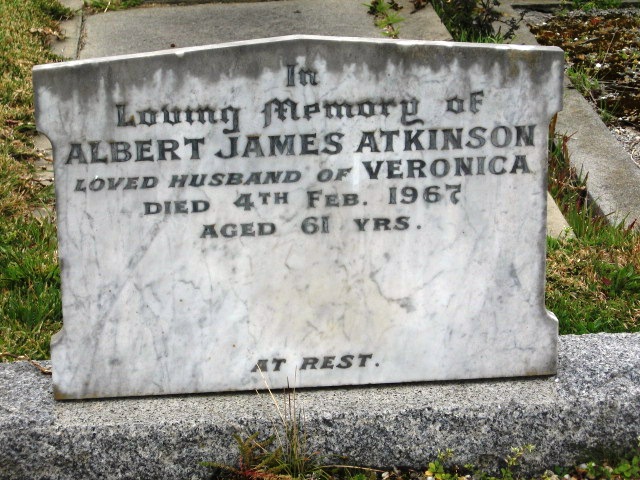 In
Loving Memory of
ALBERT JAMES ATKINSON
LOVED HUSBAND OF VERONICA
DIED 4TH FEB. 1967
AGED 61 YRS.
AT REST.